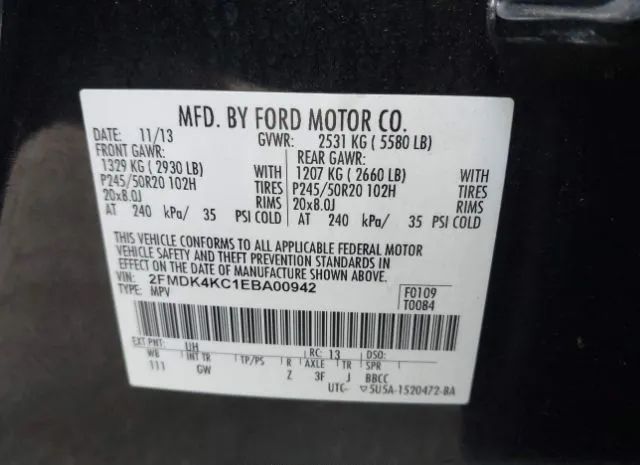 MFD. BY FORD MOTOR CO.
DATE: 11/13 GVWR: 2531 KG ( 5580 LB)
FRONT GAWR: REAR GAWR:
1329 KG ( 2930 LB) WITH 1207 KG ( 2660 LB) WITH
P245/50R20 102H TIRES P245/50R20 102H TIRES
20x8.0J RIMS 20x8.0J RIMS
AT 240 kPa/ 35 PSI COLD AT 240 kPa/ 35 PSI COLD
THIS VEHICLE CONFORMS TO ALL APPLICABLE FEDERAL MOTOR
VEHICLE SAFETY AND THEFT PREVENTION STANDARDS IN
EFFECT ON THE DATE OF MANUFACTURE SHOWN ABOVE.
VIN: 2FMDK4KC1EBA00942
TYPE: MPV
F0109
T0084
EXT PNT: UH RC: 13 DSO:
WB INT TR TP/PS R AXLE TR SPR
111 GW Z 3F J BBCC
UTC- ▽5U5A-1520472-BA